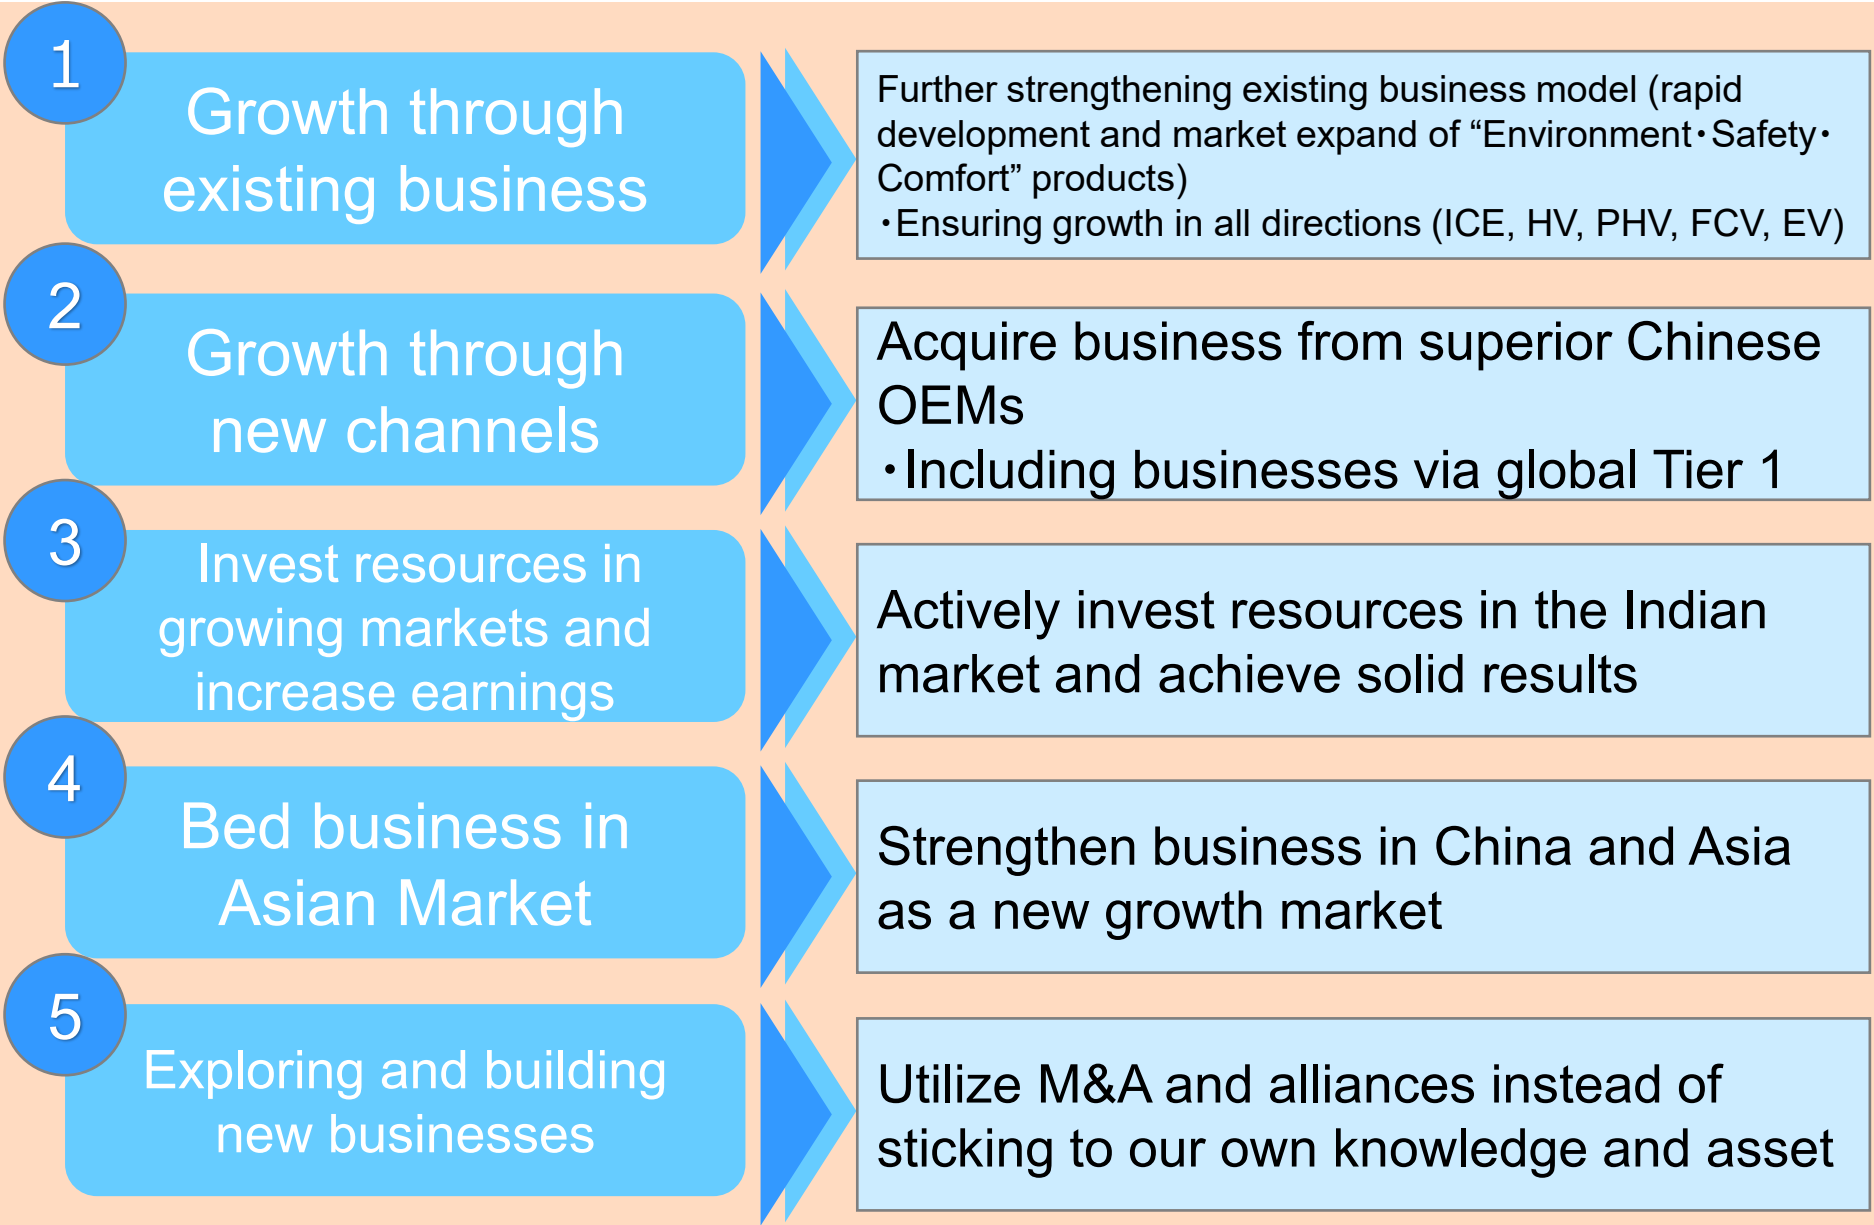 1
Growth through
existing business
Further strengthening existing business model (rapid
development and market expand of “Environment・Safety・
Comfort” products)
・Ensuring growth in all directions (ICE, HV, PHV, FCV, EV)
2
Growth through
new channels
Acquire business from superior Chinese
OEMs
・Including businesses via global Tier 1
3
Invest resources in
growing markets and
increase earnings
Actively invest resources in the Indian
market and achieve solid results
4
Bed business in
Asian Market
Strengthen business in China and Asia
as a new growth market
5
Exploring and building
new businesses
Utilize M&A and alliances instead of
sticking to our own knowledge and asset